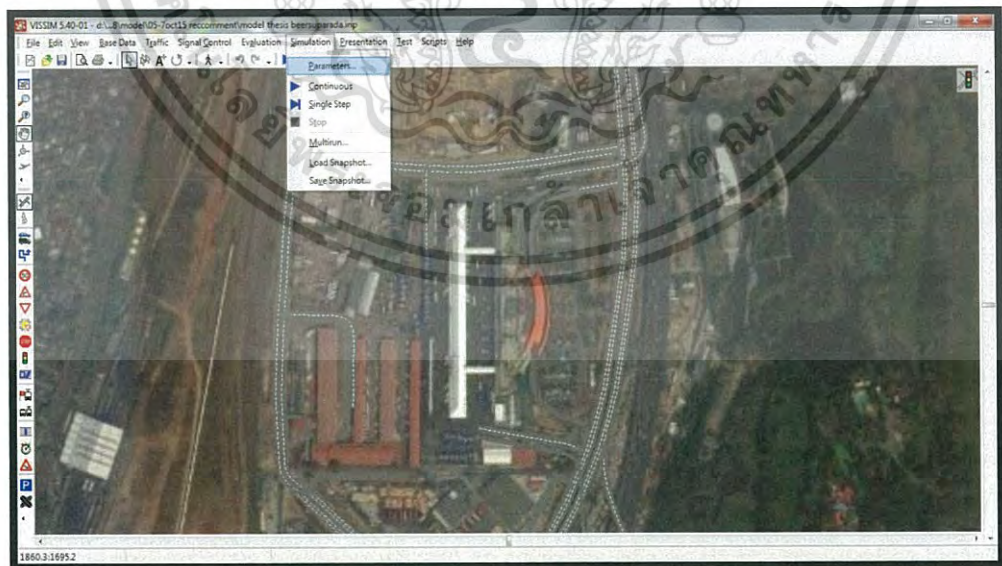 VISSIM 5.40-01 - d:\...8\model\05-7oct15 reccomment\model thesis beersuparada.inp
File Edit View Base Data Traffic Signal Control Evaluation Simulation Presentation Test Scripts Help
Parameters...
Continuous
Single Step
Stop
Multirun...
Load Snapshot...
Save Snapshot...
1860.3:1695.2